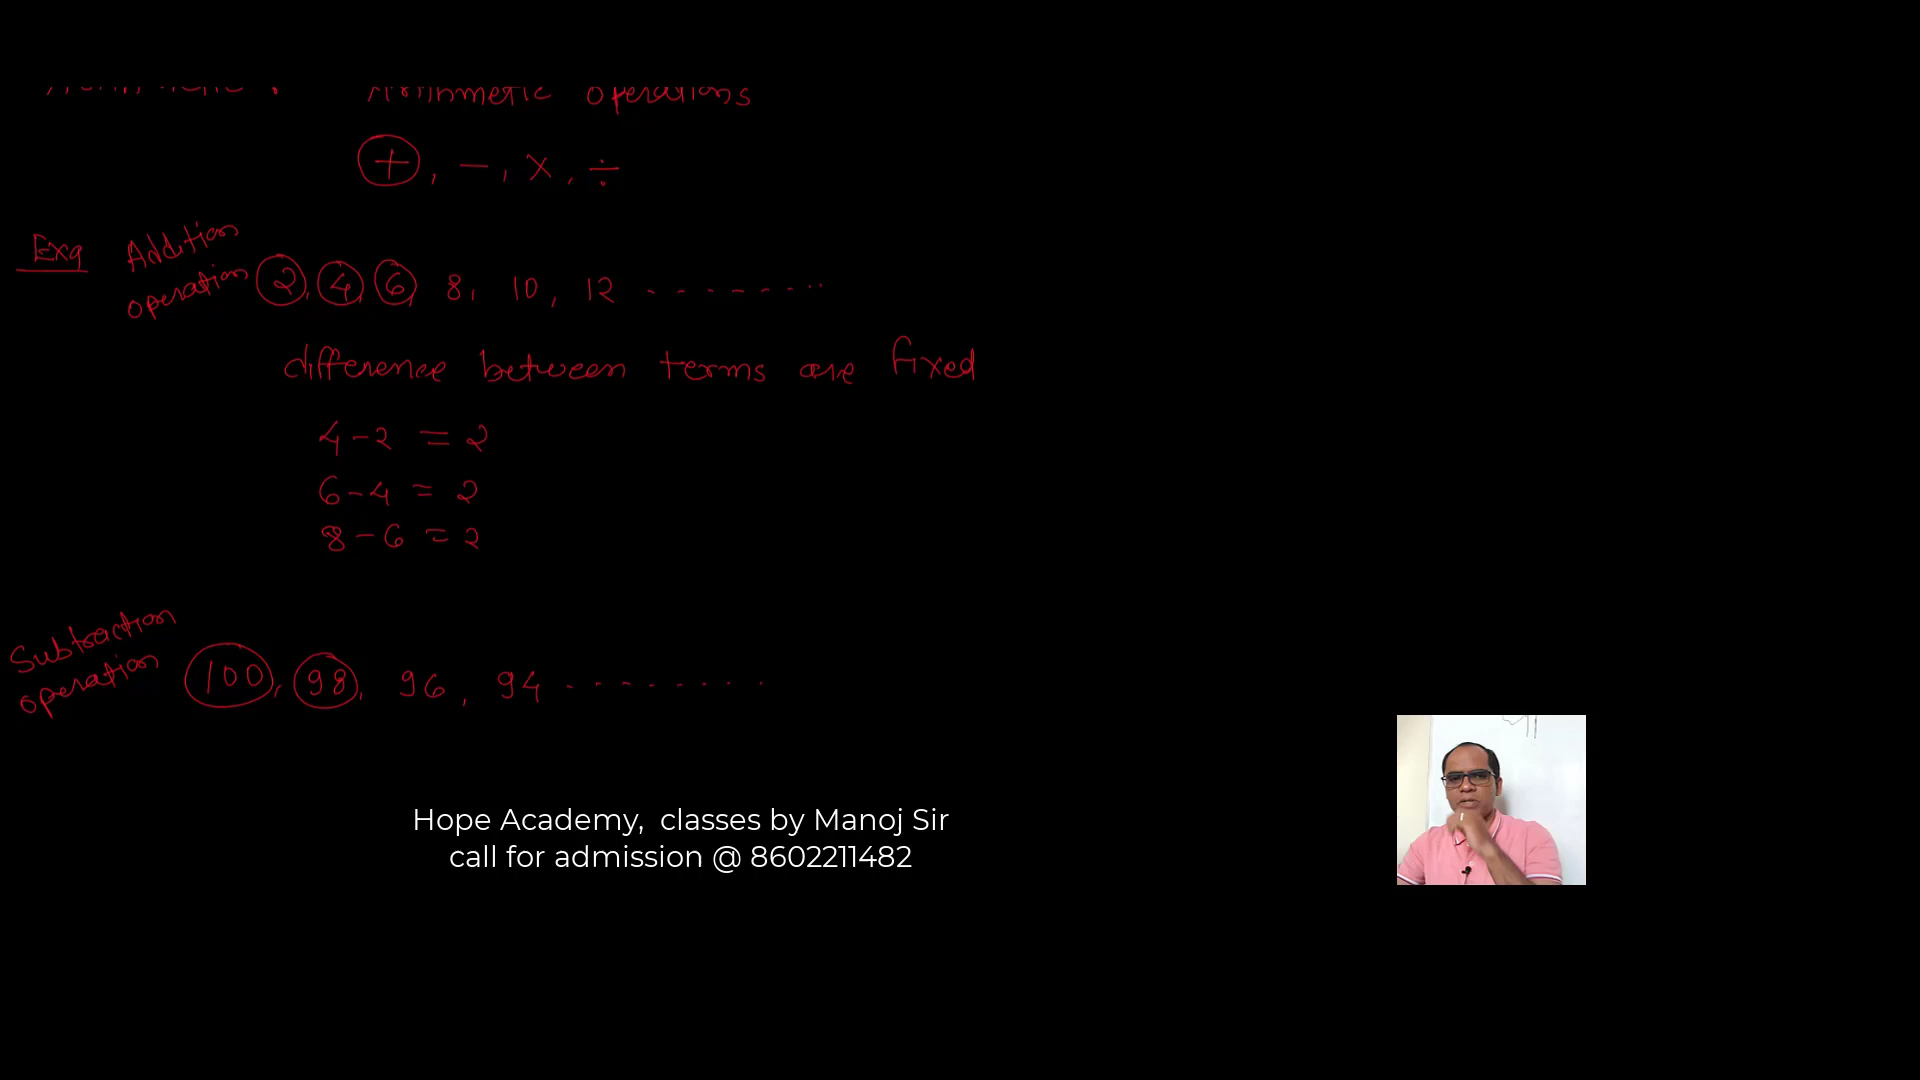 Arithmetic operations
+, -, ×, ÷
Exa Addition operation 2, 4, 6, 8, 10, 12 ........
difference between terms are fixed
4-2 = 2
6-4 = 2
8-6 = 2
Subtraction operation 100, 98, 96, 94 ........
Hope Academy, classes by Manoj Sir
call for admission @ 8602211482